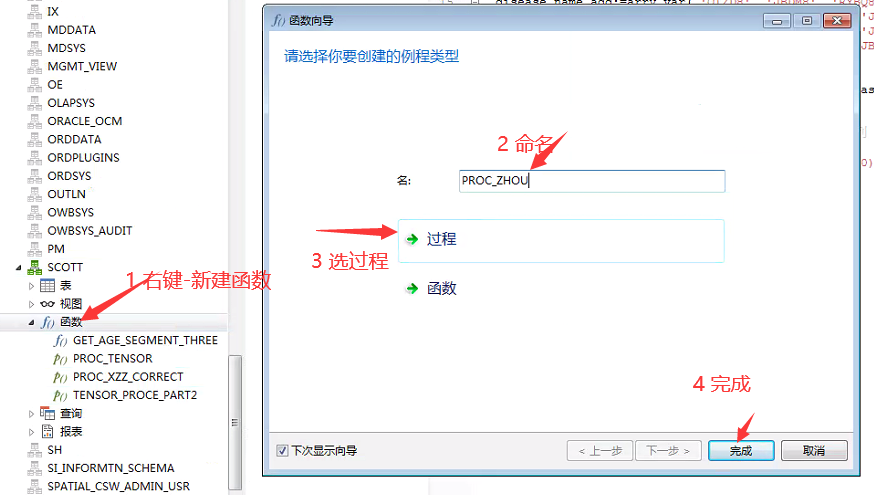 IX
MDDATA
MDSYS
MGMT_VIEW
OE
OLAPSYS
ORACLE_OCM
ORDDATA
ORDPLUGINS
ORDSYS
OUTLN
OWBSYS
OWBSYS_AUDIT
PM
SCOTT
表
视图
f() 函数
f() GET_AGE_SEGMENT_THREE
p() PROC_TENSOR
p() PROC_XZZ_CORRECT
p() TENSOR_PROCE_PART2
查询
报表
SH
SI_INFORMTN_SCHEMA
SPATIAL_CSW_ADMIN_USR
1 右键-新建函数
f() 函数向导
请选择你要创建的例程类型
2 命名
名:
PROC_ZHOU
过程
3 选过程
函数
4 完成
下次显示向导
< 上一步
下一步 >
完成
取消